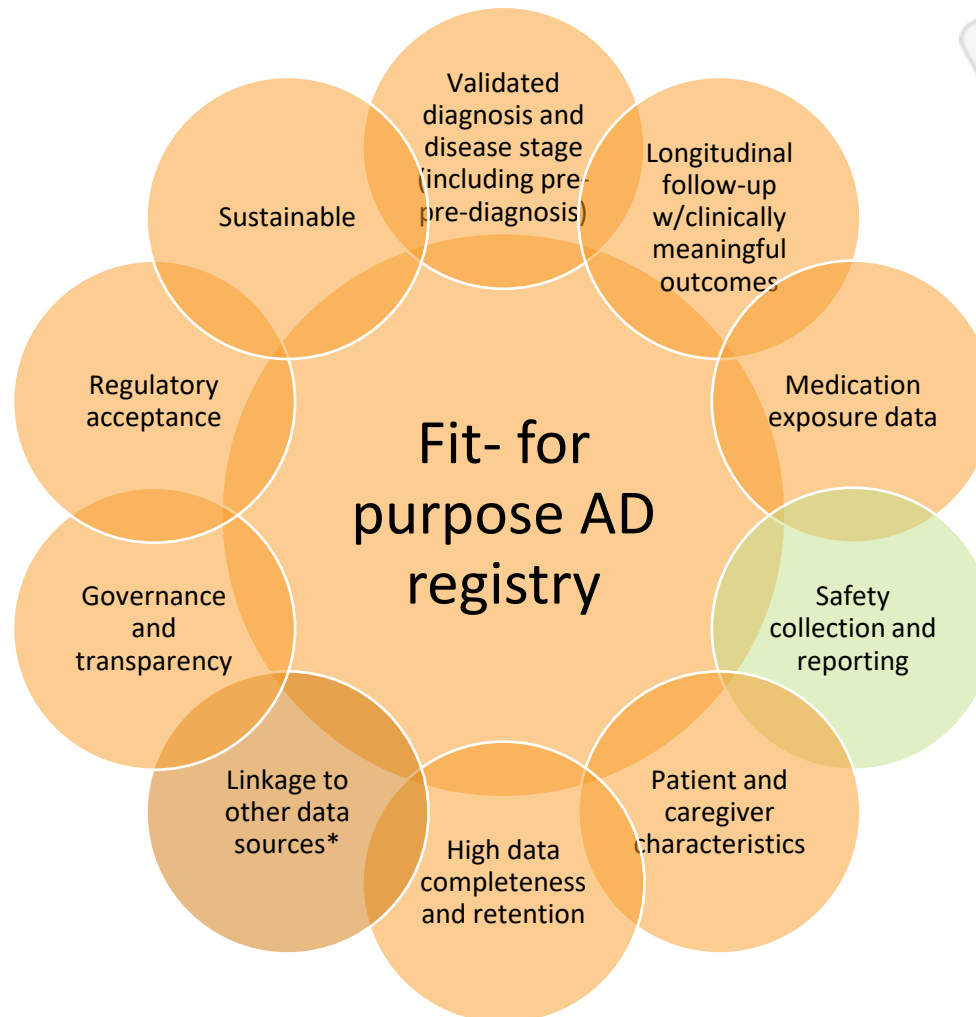 Validated
diagnosis and
disease stage
(including pre-
pre-diagnosis)
Longitudinal
follow-up
w/clinically
meaningful
outcomes
Medication
exposure data
Safety
collection and
reporting
Patient and
caregiver
characteristics
High data
completeness
and retention
Linkage to
other data
sources*
Governance
and
transparency
Regulatory
acceptance
Sustainable
Fit- for
purpose AD
registry